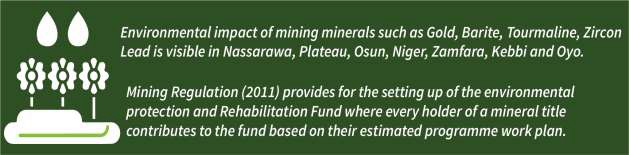 Environmental impact of mining minerals such as Gold, Barite, Tourmaline, Zircon
Lead is visible in Nassarawa, Plateau, Osun, Niger, Zamfara, Kebbi and Oyo.
Mining Regulation (2011) provides for the setting up of the environmental
protection and Rehabilitation Fund where every holder of a mineral title
contributes to the fund based on their estimated programme work plan.